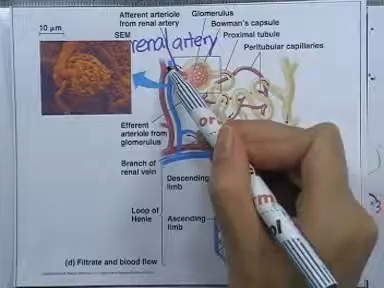 Afferent arteriole
from renal artery
Glomerulus
Bowman's capsule
Proximal tubule
Peritubular capillaries
10 μm
SEM
renal artery
Efferent
arteriole from
glomerulus
Branch of
renal vein
Descending
limb
Loop of
Henle
Ascending
limb
(d) Filtrate and blood flow